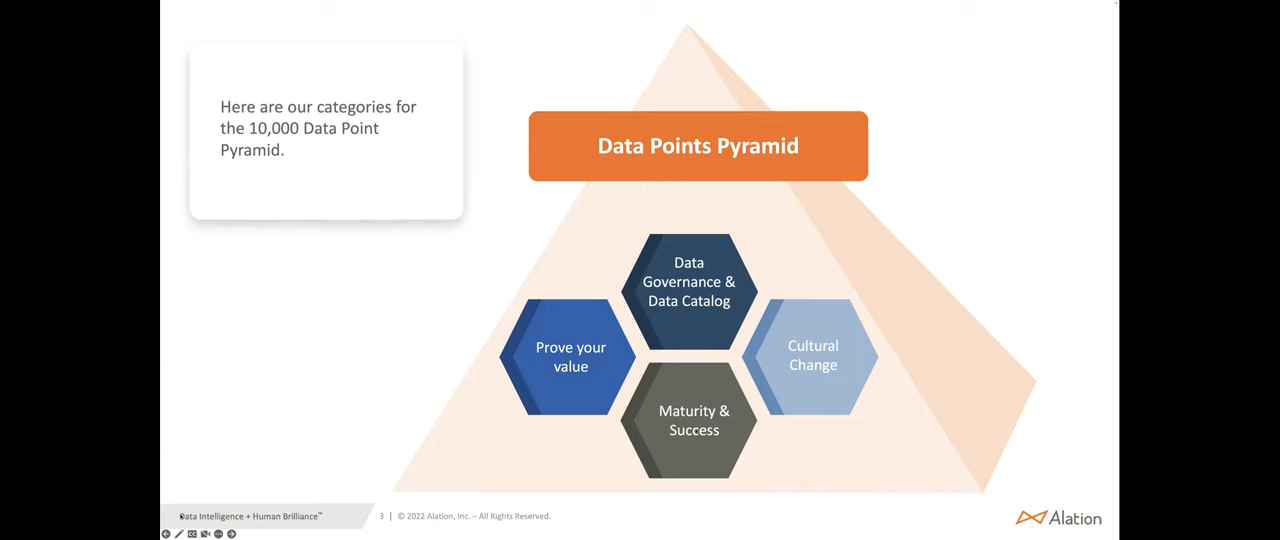 Here are our categories for
the 10,000 Data Point
Pyramid.
Data Points Pyramid
Data
Governance &
Data Catalog
Prove your
value
Cultural
Change
Maturity &
Success
Data Intelligence + Human Brilliance™
3 | © 2022 Alation, Inc. – All Rights Reserved.
Alation